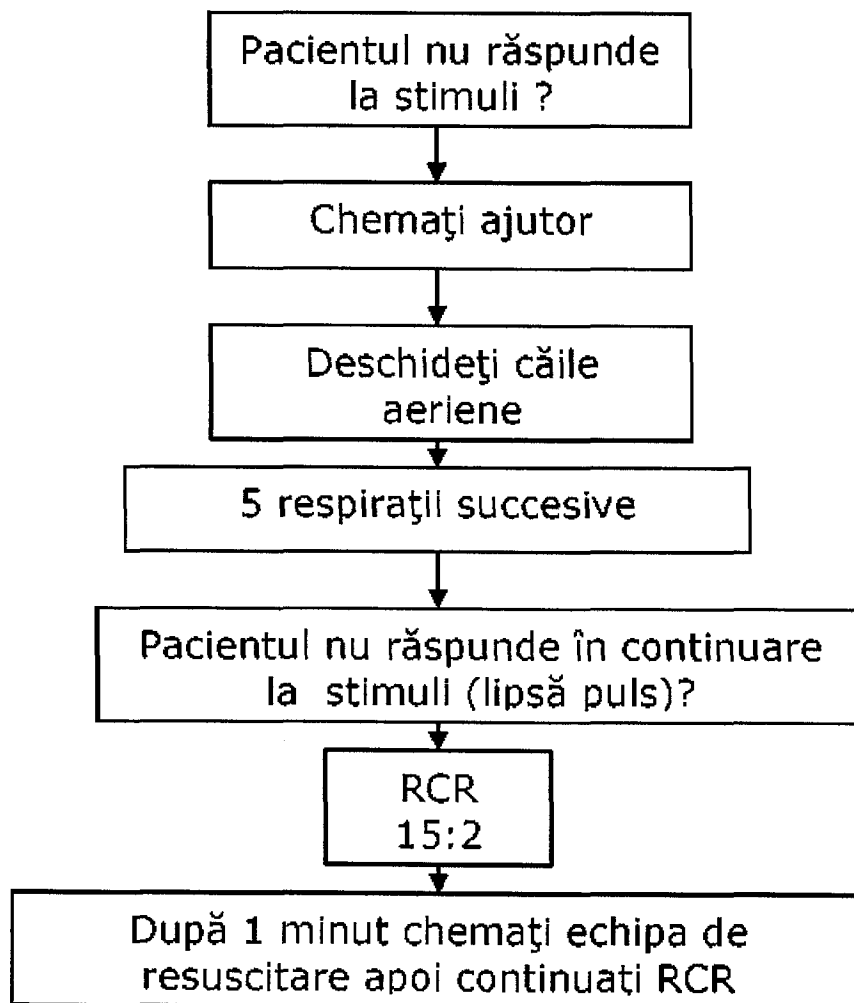 Pacientul nu răspunde
la stimuli ?
Chemaţi ajutor
Deschideţi căile
aeriene
5 respiraţii succesive
Pacientul nu răspunde în continuare
la stimuli (lipsă puls)?
RCR
15:2
După 1 minut chemaţi echipa de
resuscitare apoi continuaţi RCR